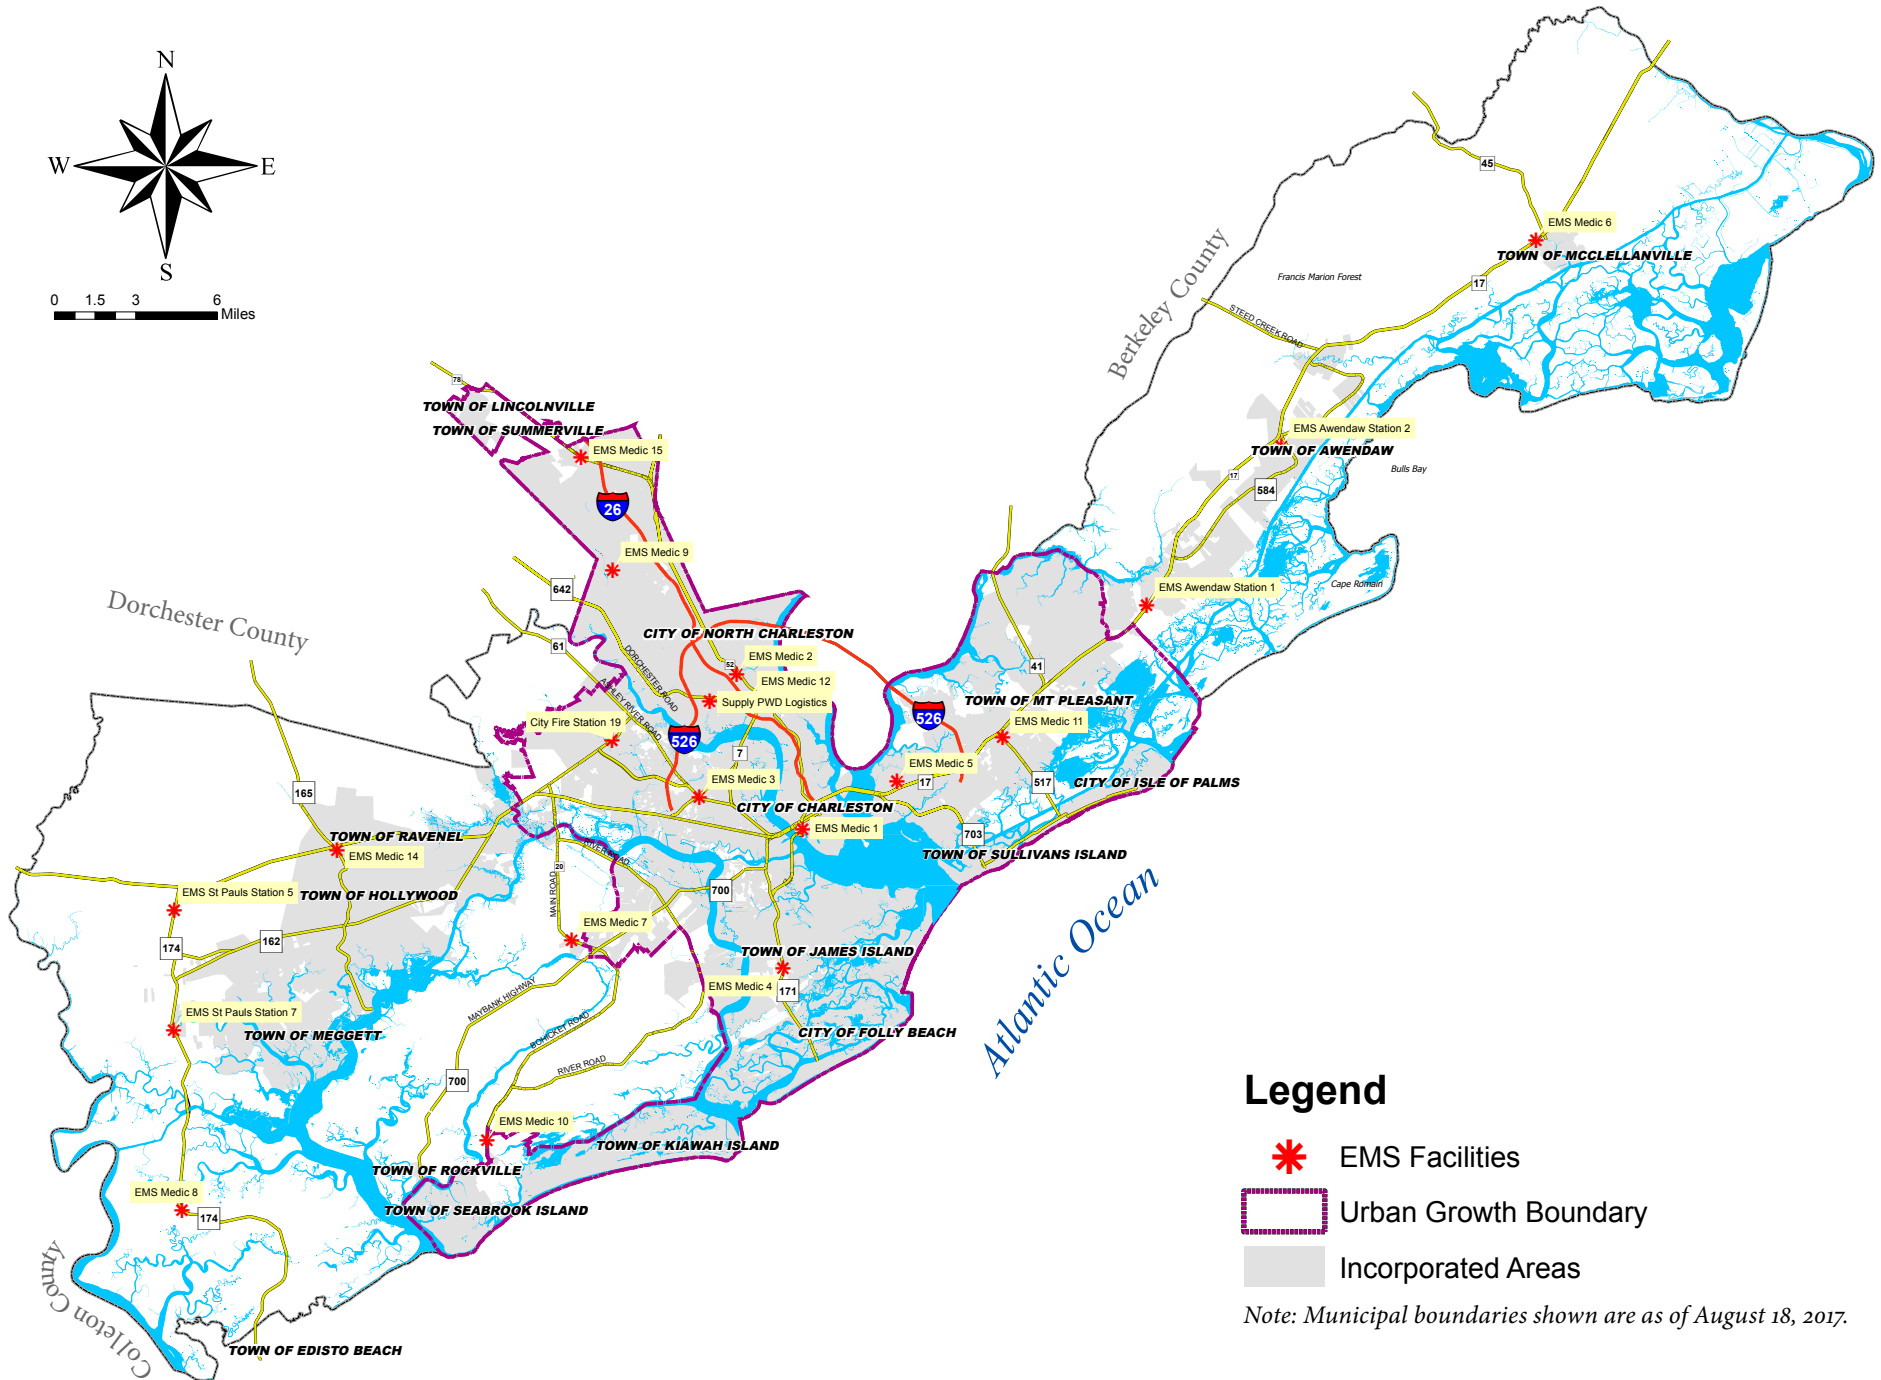 N
W
E
S
0 1.5 3 6
Miles
Berkeley County
Dorchester County
Colleton County
Atlantic Ocean
45
EMS Medic 6
TOWN OF MCCLELLANVILLE
Francis Marion Forest
17
STEED CREEK ROAD
78
TOWN OF LINCOLNVILLE
TOWN OF SUMMERVILLE
EMS Medic 15
EMS Awendaw Station 2
TOWN OF AWENDAW
Bulls Bay
17
584
26
EMS Medic 9
642
EMS Awendaw Station 1
Cape Romain
61
CITY OF NORTH CHARLESTON
DORCHESTER ROAD
52
EMS Medic 2
41
EMS Medic 12
ASHLEY RIVER ROAD
Supply PWD Logistics
TOWN OF MT PLEASANT
City Fire Station 19
526
526
EMS Medic 11
7
EMS Medic 5
EMS Medic 3
17
517
CITY OF ISLE OF PALMS
165
CITY OF CHARLESTON
EMS Medic 1
703
TOWN OF RAVENEL
EMS Medic 14
RIVER ROAD
TOWN OF SULLIVANS ISLAND
20
MAIN ROAD
EMS St Pauls Station 5
TOWN OF HOLLYWOOD
700
EMS Medic 7
174
162
TOWN OF JAMES ISLAND
EMS Medic 4
171
MAYBANK HIGHWAY
EMS St Pauls Station 7
TOWN OF MEGGETT
BOHICKET ROAD
CITY OF FOLLY BEACH
RIVER ROAD
700
EMS Medic 10
TOWN OF KIAWAH ISLAND
TOWN OF ROCKVILLE
EMS Medic 8
174
TOWN OF SEABROOK ISLAND
TOWN OF EDISTO BEACH
Legend
EMS Facilities
Urban Growth Boundary
Incorporated Areas
Note: Municipal boundaries shown are as of August 18, 2017.